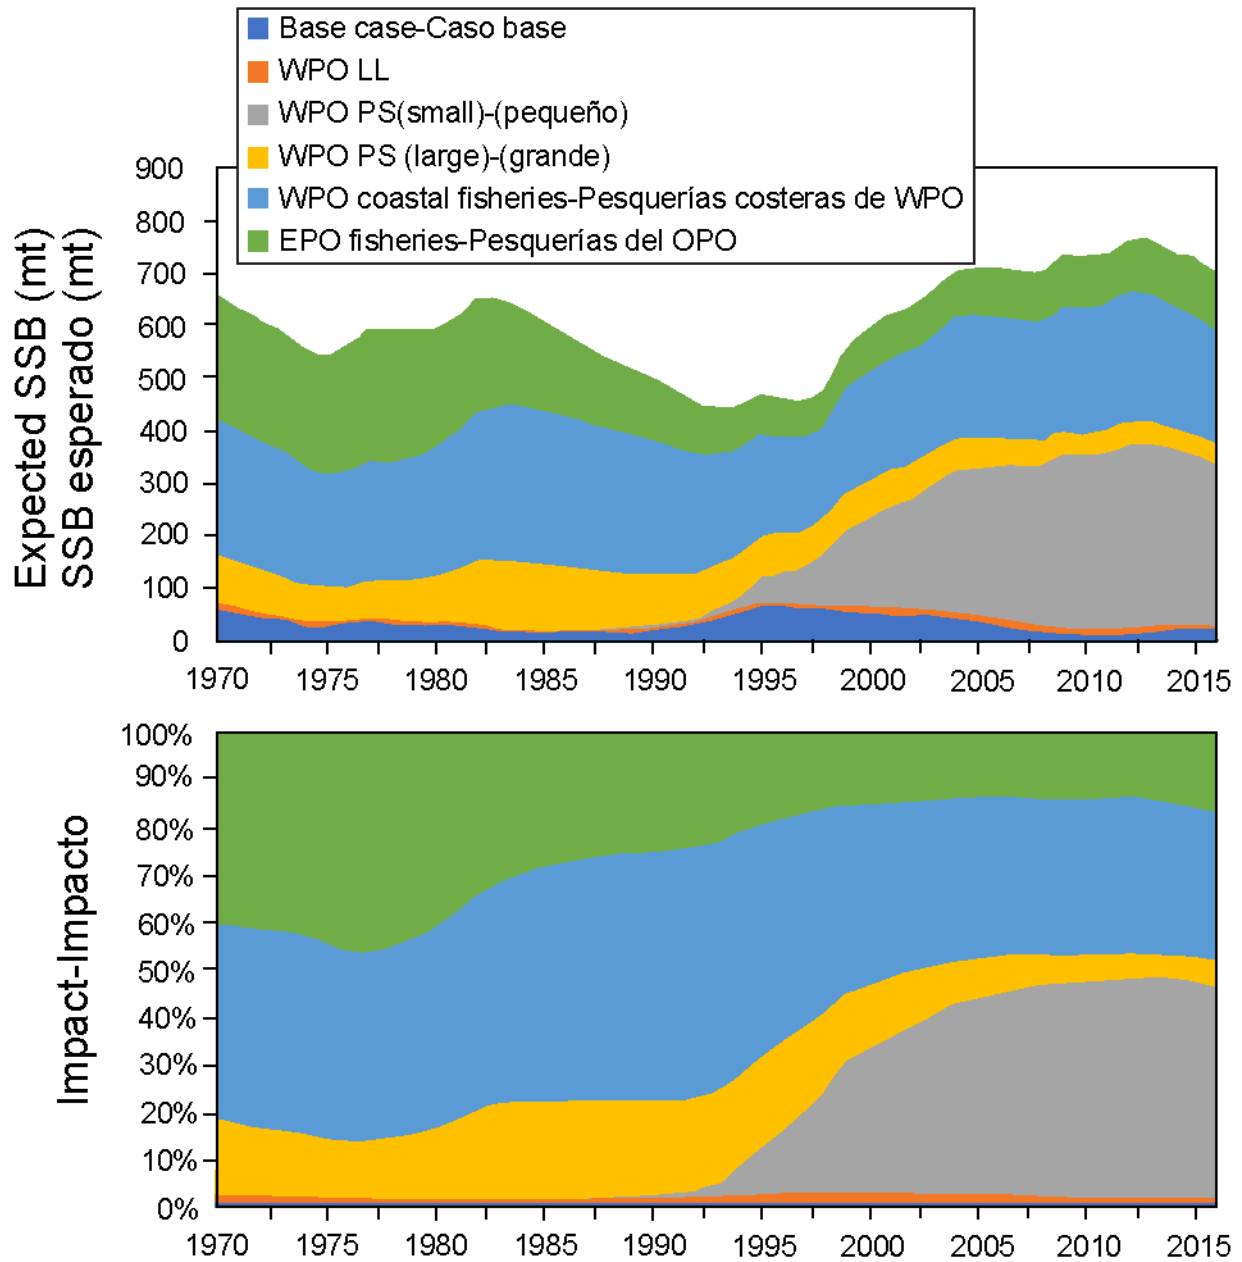 Base case-Caso base
WPO LL
WPO PS(small)-(pequeño)
WPO PS (large)-(grande)
WPO coastal fisheries-Pesquerías costeras de WPO
EPO fisheries-Pesquerías del OPO
Expected SSB (mt)
SSB esperado (mt)
900
800
700
600
500
400
300
200
100
0
1970 1975 1980 1985 1990 1995 2000 2005 2010 2015
Impact-Impacto
100%
90%
80%
70%
60%
50%
40%
30%
20%
10%
0%
1970 1975 1980 1985 1990 1995 2000 2005 2010 2015